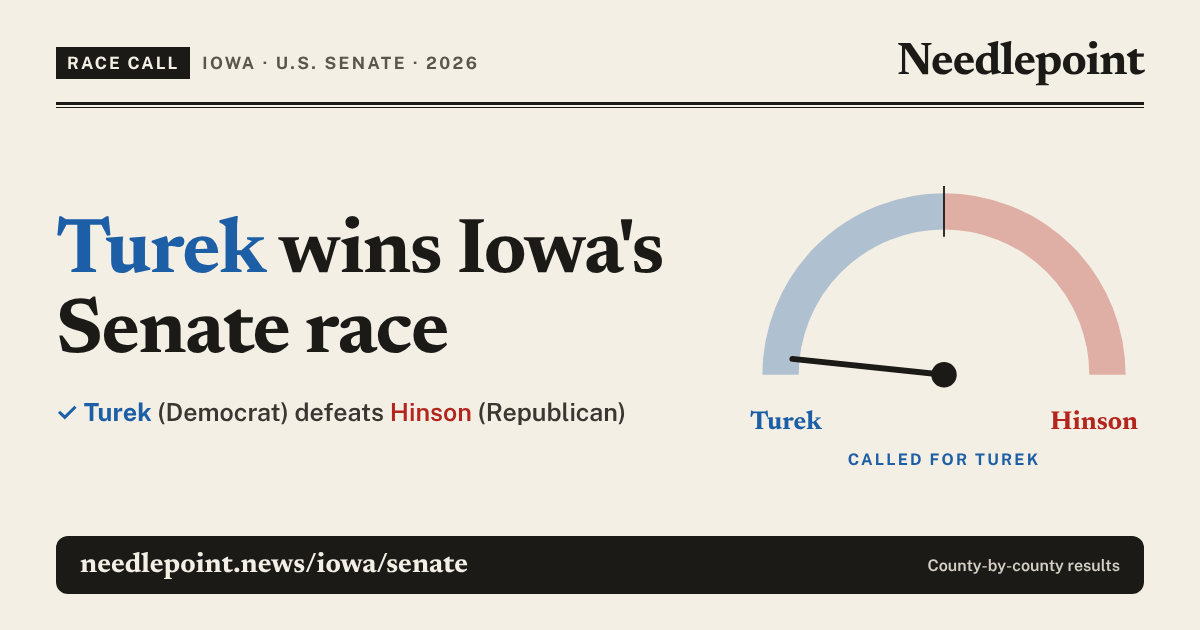 RACE CALL IOWA · U.S. SENATE · 2026
Needlepoint
Turek wins Iowa's
Senate race
✓ Turek (Democrat) defeats Hinson (Republican)
Turek
Hinson
CALLED FOR TUREK
needlepoint.news/iowa/senate
County-by-county results